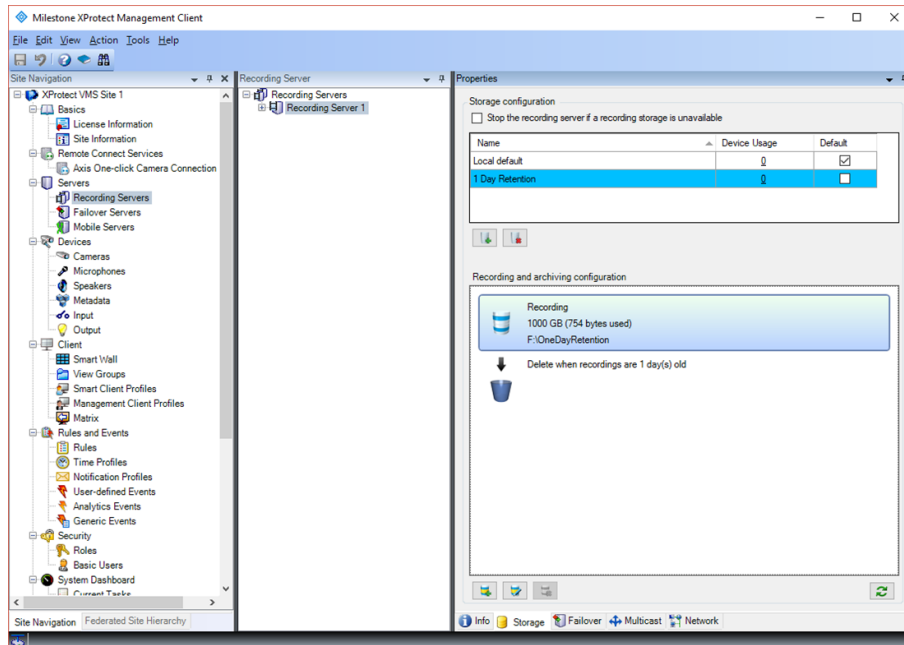 Milestone XProtect Management Client
File Edit View Action Tools Help
Site Navigation
XProtect VMS Site 1
Basics
License Information
Site Information
Remote Connect Services
Axis One-click Camera Connection
Servers
Recording Servers
Failover Servers
Mobile Servers
Devices
Cameras
Microphones
Speakers
Metadata
Input
Output
Client
Smart Wall
View Groups
Smart Client Profiles
Management Client Profiles
Matrix
Rules and Events
Rules
Time Profiles
Notification Profiles
User-defined Events
Analytics Events
Generic Events
Security
Roles
Basic Users
System Dashboard
Current Tasks
Site Navigation Federated Site Hierarchy
Recording Server
Recording Servers
Recording Server 1
Properties
Storage configuration
Stop the recording server if a recording storage is unavailable
Name Device Usage Default
Local default 0
1 Day Retention 0
Recording and archiving configuration
Recording
1000 GB (754 bytes used)
F:\OneDayRetention
Delete when recordings are 1 day(s) old
Info Storage Failover Multicast Network